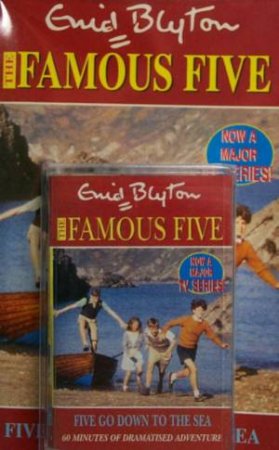 Enid Blyton
THE FAMOUS FIVE
NOW A
MAJOR
SERIES!
Enid Blyton
THE FAMOUS FIVE
NOW A
MAJOR
TV SERIES!
FIVE GO DOWN TO THE SEA
60 MINUTES OF DRAMATISED ADVENTURE
FIVE
SEA